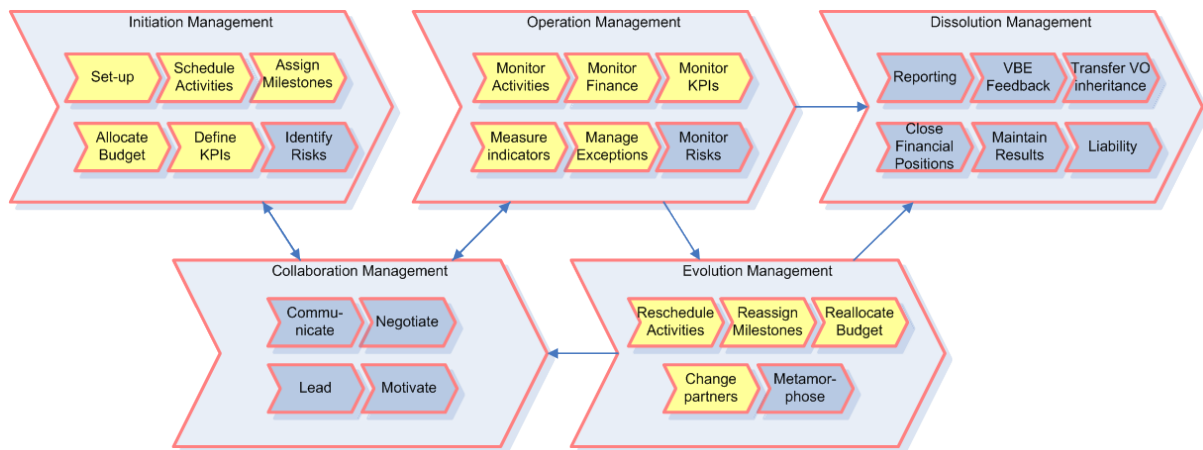 Initiation Management
Set-up
Schedule
Activities
Assign
Milestones
Allocate
Budget
Define
KPIs
Identify
Risks
Operation Management
Monitor
Activities
Monitor
Finance
Monitor
KPIs
Measure
indicators
Manage
Exceptions
Monitor
Risks
Dissolution Management
Reporting
VBE
Feedback
Transfer VO
inheritance
Close
Financial
Positions
Maintain
Results
Liability
Collaboration Management
Commu-
nicate
Negotiate
Lead
Motivate
Evolution Management
Reschedule
Activities
Reassign
Milestones
Reallocate
Budget
Change
partners
Metamor-
phose